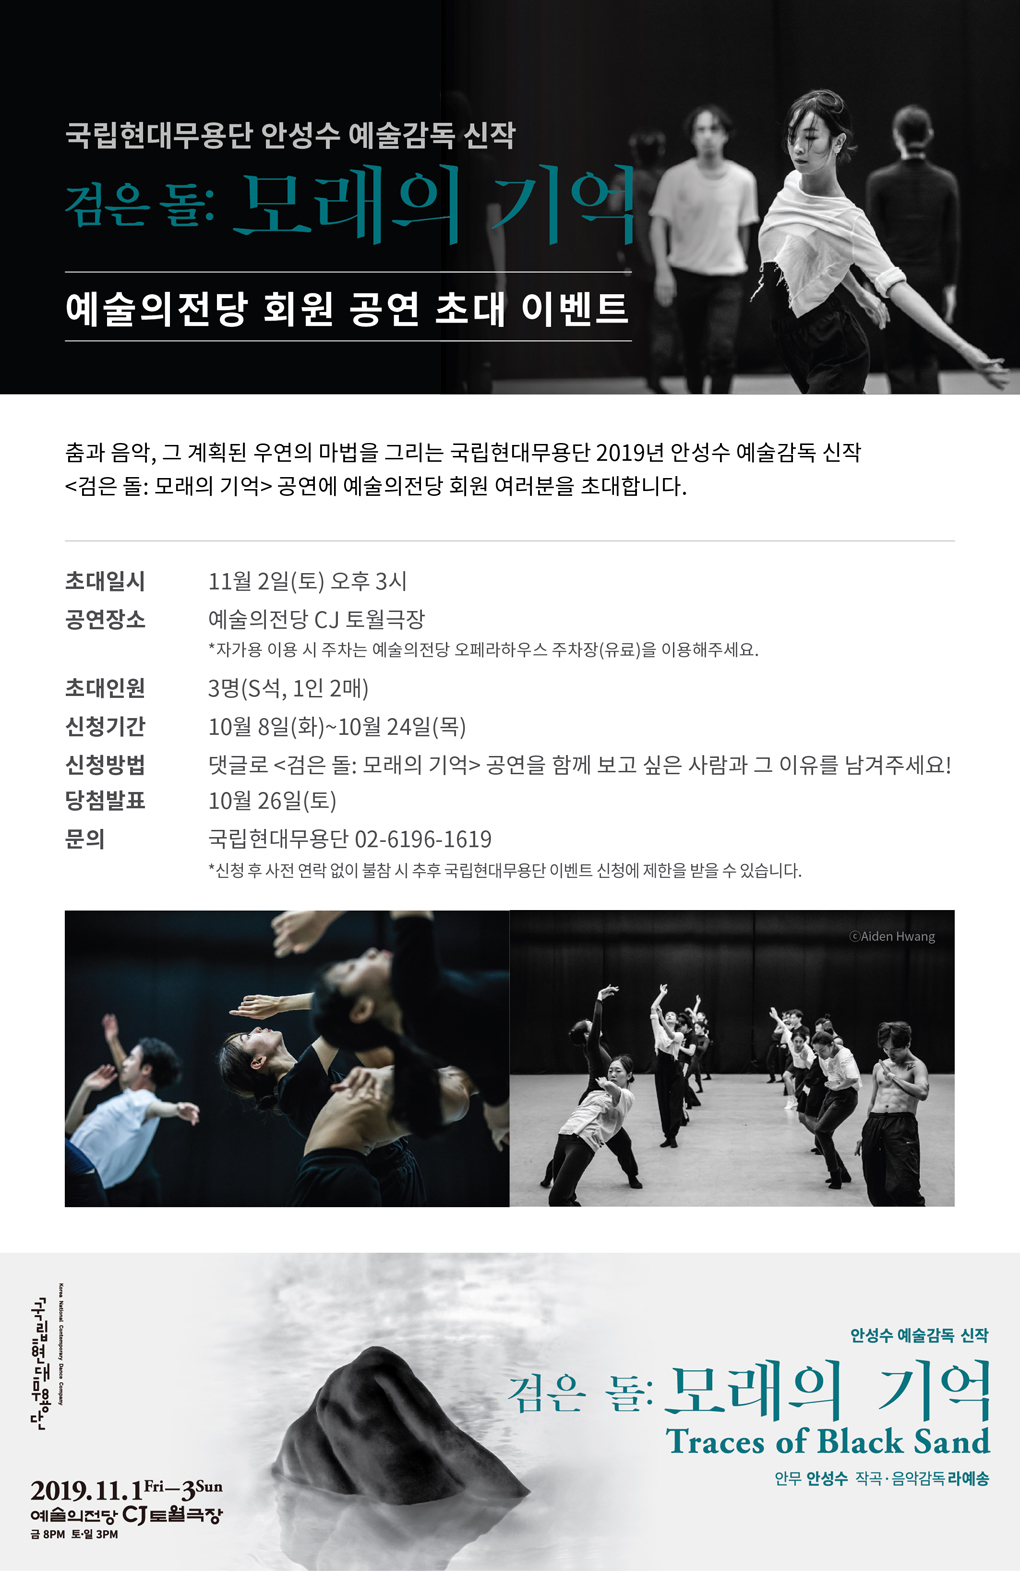 국립현대무용단 안성수 예술감독 신작
검은 돌: 모래의 기억
예술의전당 회원 공연 초대 이벤트
춤과 음악, 그 계획된 우연의 마법을 그리는 국립현대무용단 2019년 안성수 예술감독 신작
<검은 돌: 모래의 기억> 공연에 예술의전당 회원 여러분을 초대합니다.
초대일시 11월 2일(토) 오후 3시
공연장소 예술의전당 CJ 토월극장
*자가용 이용 시 주차는 예술의전당 오페라하우스 주차장(유료)을 이용해주세요.
초대인원 3명(S석, 1인 2매)
신청기간 10월 8일(화)~10월 24일(목)
신청방법 댓글로 <검은 돌: 모래의 기억> 공연을 함께 보고 싶은 사람과 그 이유를 남겨주세요!
당첨발표 10월 26일(토)
문의 국립현대무용단 02-6196-1619
*신청 후 사전 연락 없이 불참 시 추후 국립현대무용단 이벤트 신청에 제한을 받을 수 있습니다.
ⓒAiden Hwang
국립현대무용단
Korea National Contemporary Dance Company
안성수 예술감독 신작
검은 돌: 모래의 기억
Traces of Black Sand
안무 안성수 작곡·음악감독 라예송
2019.11.1Fri–3Sun
예술의전당 CJ토월극장
금 8PM 토·일 3PM